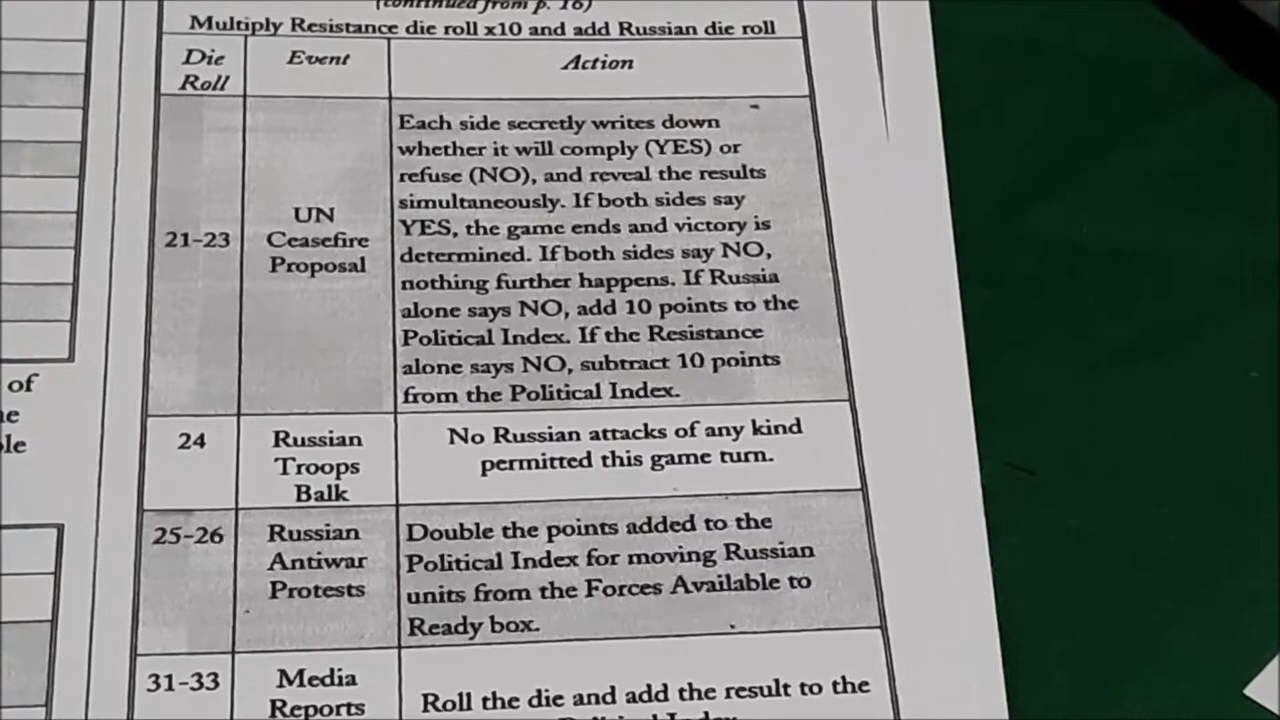 (continued from p. 16)
Multiply Resistance die roll x10 and add Russian die roll
Die
Roll
Event
Action
21-23
UN
Ceasefire
Proposal
Each side secretly writes down
whether it will comply (YES) or
refuse (NO), and reveal the results
simultaneously. If both sides say
YES, the game ends and victory is
determined. If both sides say NO,
nothing further happens. If Russia
alone says NO, add 10 points to the
Political Index. If the Resistance
alone says NO, subtract 10 points
from the Political Index.
24
Russian
Troops
Balk
No Russian attacks of any kind
permitted this game turn.
25-26
Russian
Antiwar
Protests
Double the points added to the
Political Index for moving Russian
units from the Forces Available to
Ready box.
31-33
Media
Reports
Roll the die and add the result to the
of